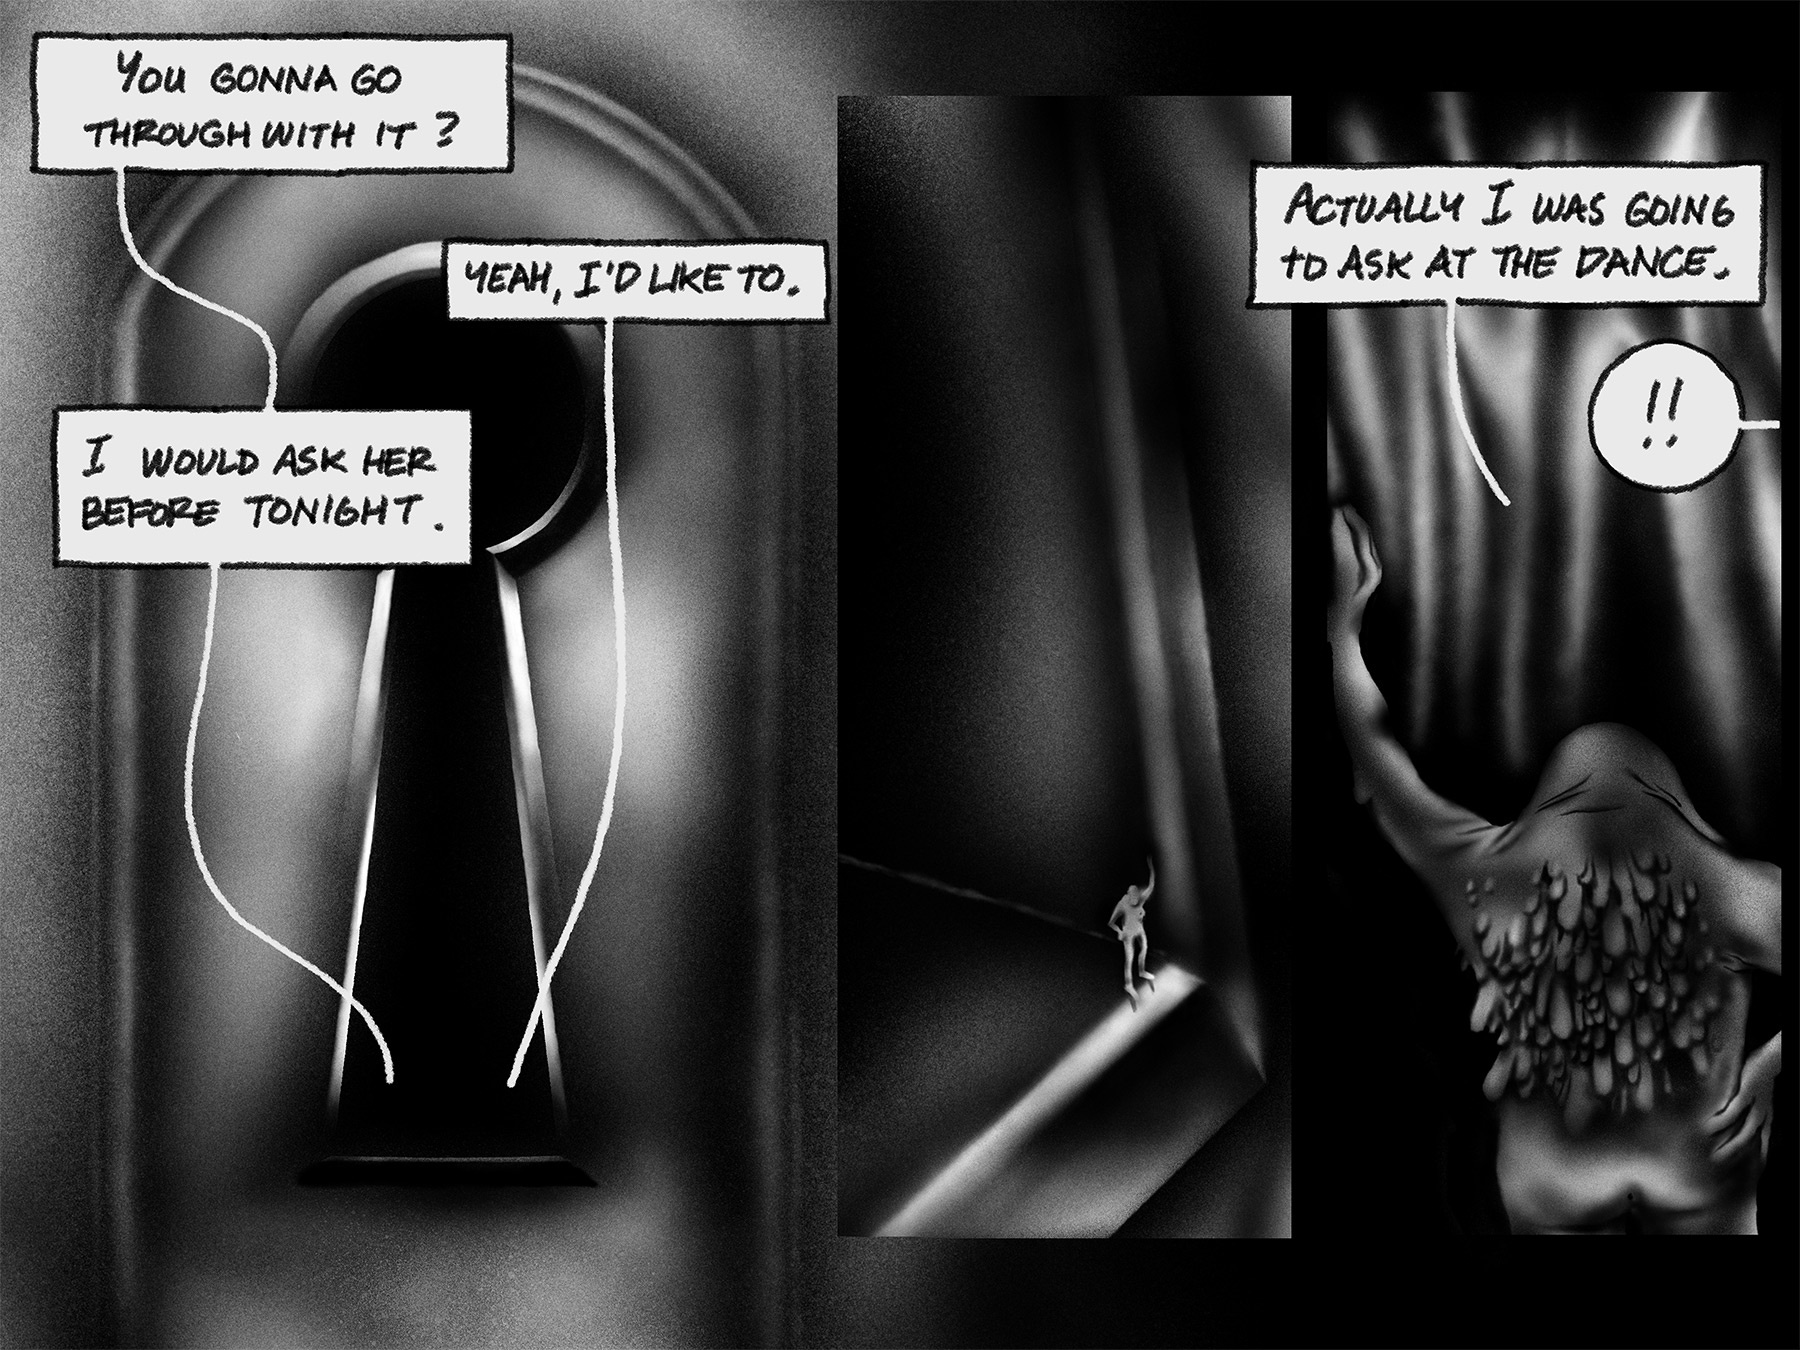 YOU GONNA GO
THROUGH WITH IT ?
YEAH, I'D LIKE TO.
I WOULD ASK HER
BEFORE TONIGHT.
ACTUALLY I WAS GOING
TO ASK AT THE DANCE.
!!